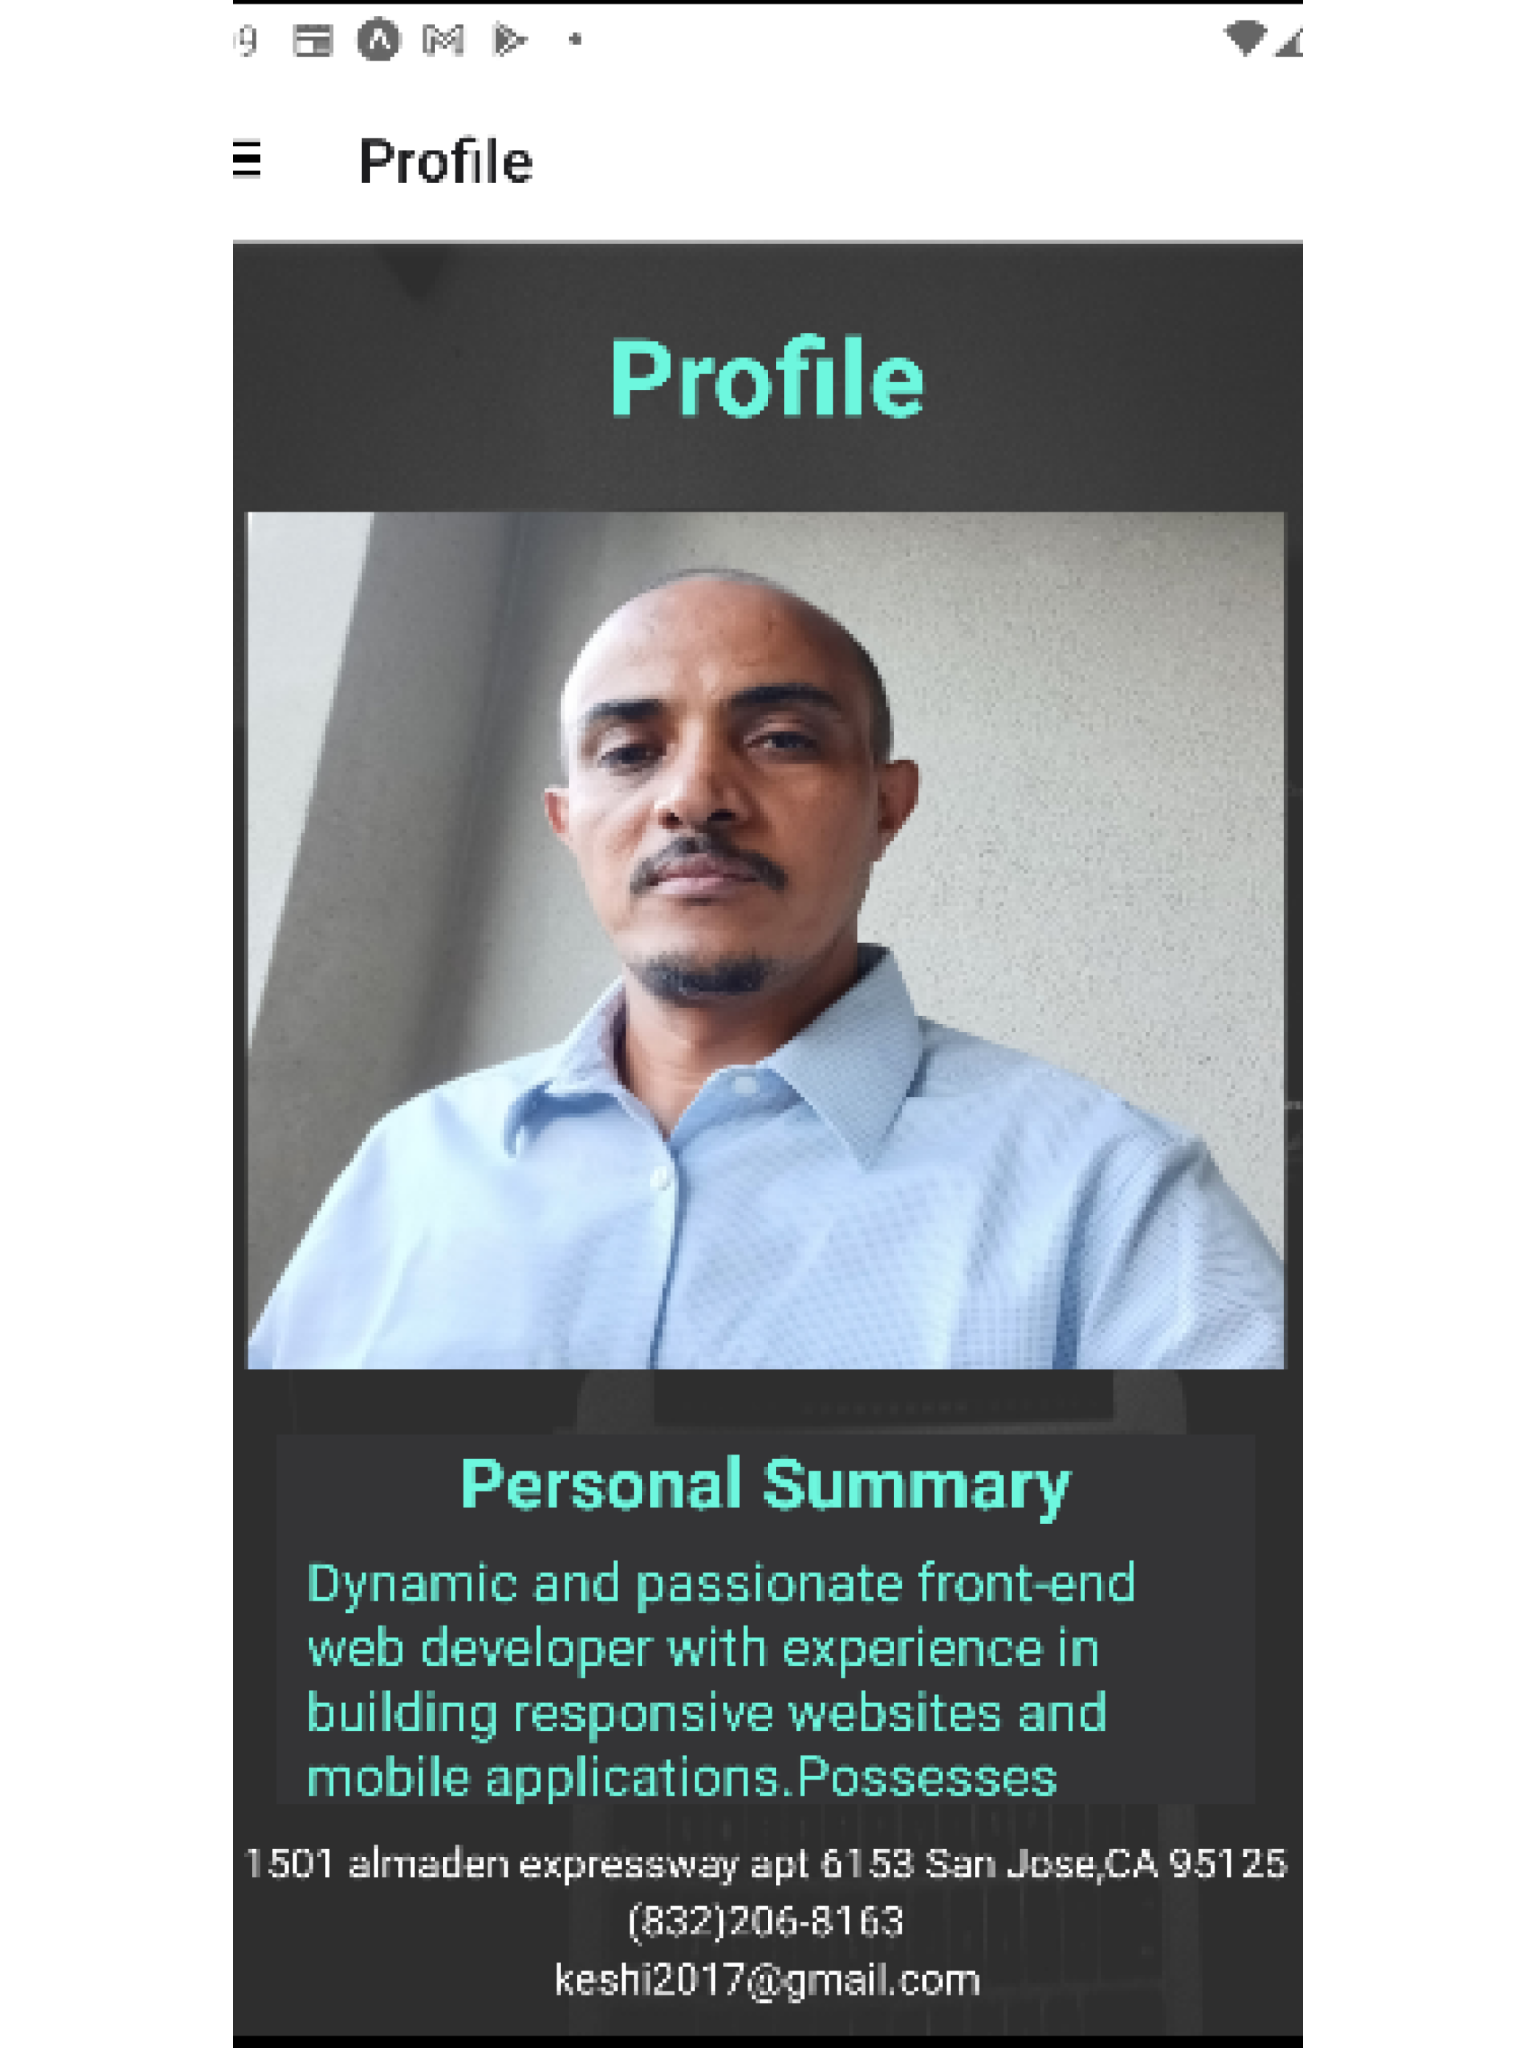 9
Profile
Profile
Personal Summary
Dynamic and passionate front-end
web developer with experience in
building responsive websites and
mobile applications.Possesses
1501 almaden expressway apt 6153 San Jose,CA 95125
(832)206-8163
keshi2017@gmail.com